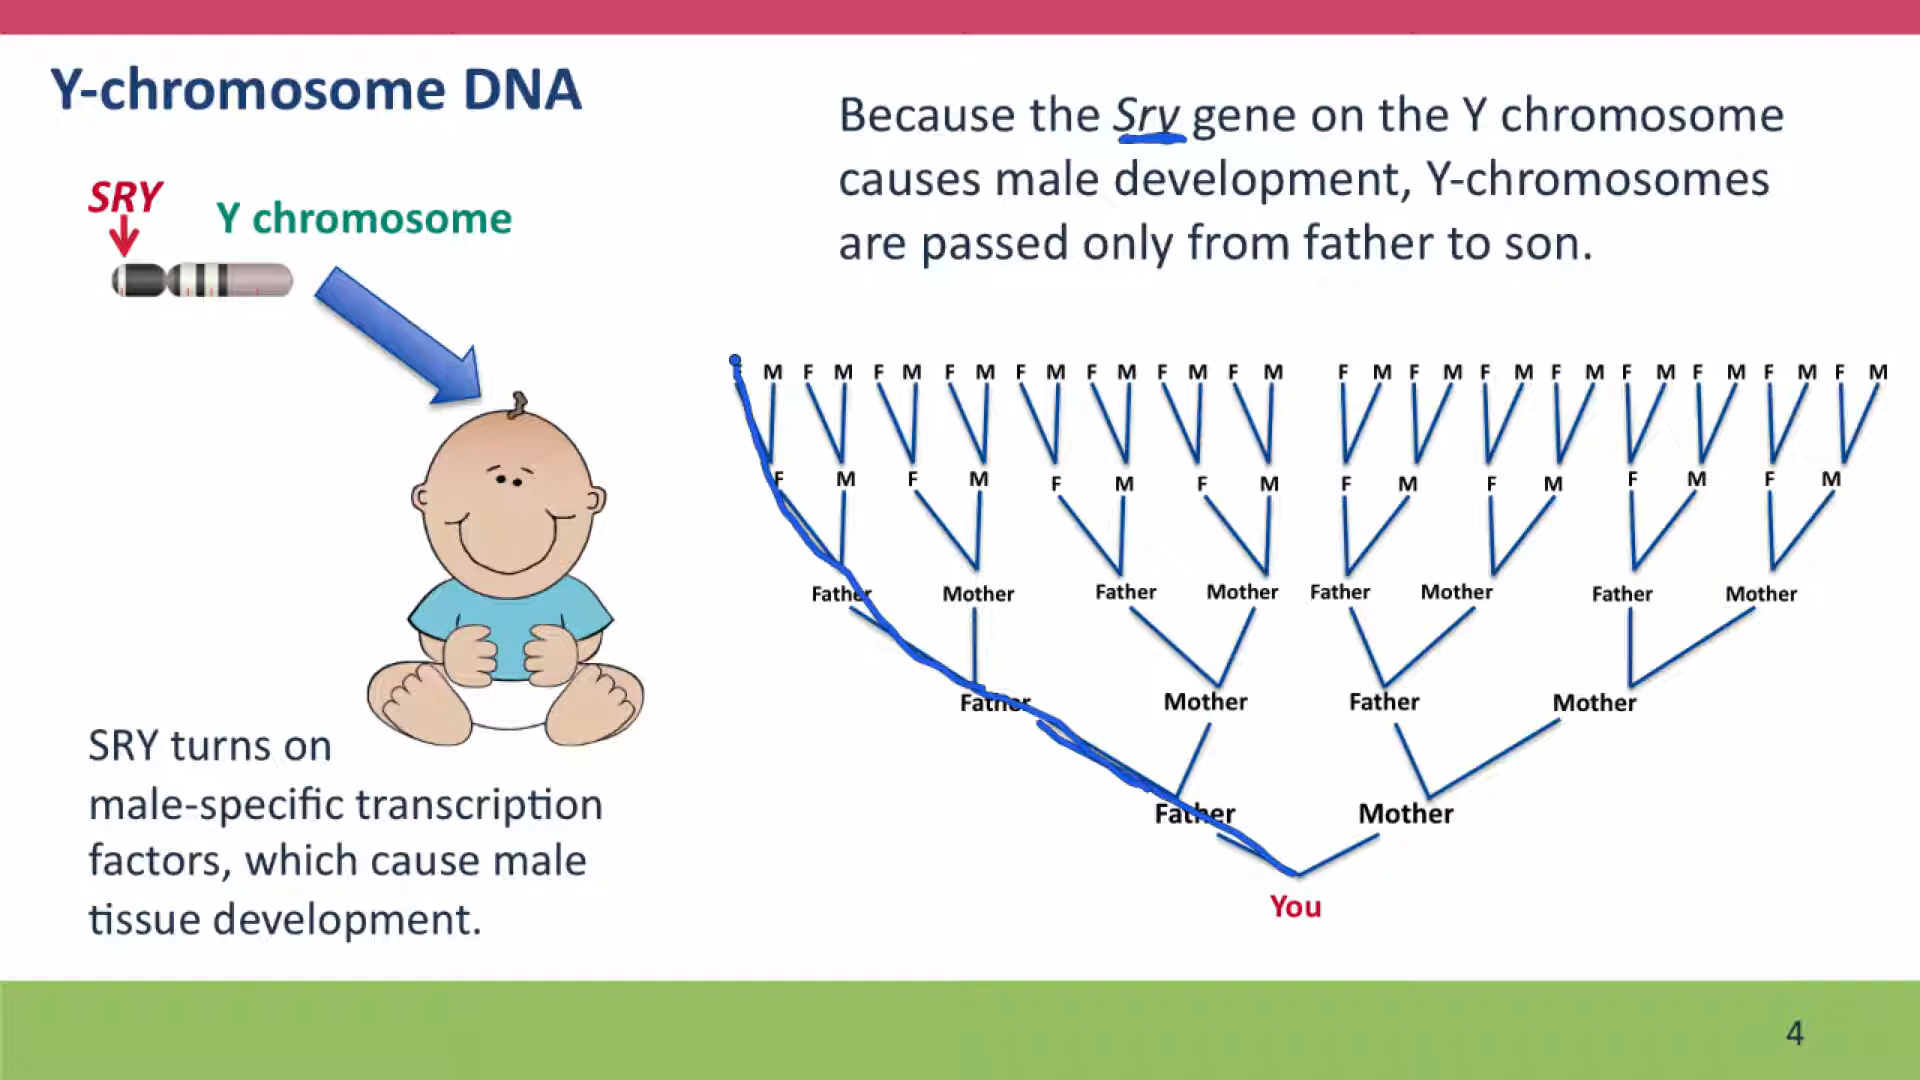 Y-chromosome DNA
SRY
Y chromosome
SRY turns on
male-specific transcription
factors, which cause male
tissue development.
Because the Sry gene on the Y chromosome
causes male development, Y-chromosomes
are passed only from father to son.
M F M F M F M F M F M F M F M F M F M F M F M F M F M F M F M
F M F M F M F M F M F M F M F M
Father Mother Father Mother Father Mother Father Mother
Father Mother Father Mother
Father Mother
You
4